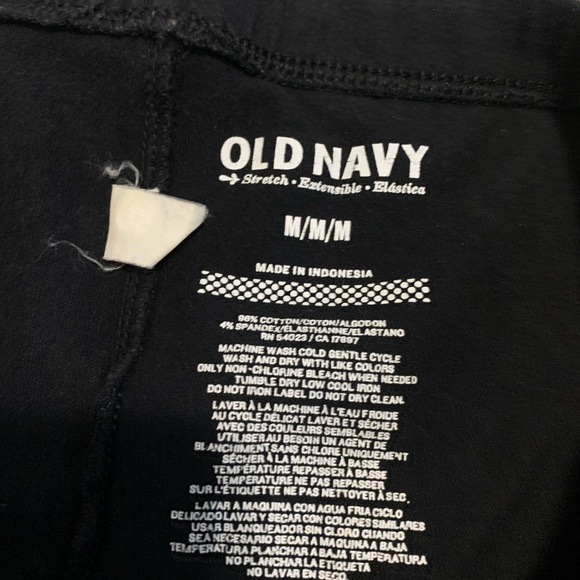 OLD NAVY
Stretch • Extensible • Elástica
M/M/M
MADE IN INDONESIA
96% COTTON/COTON/ALGODON
4% SPANDEX/ÉLASTHANNE/ELASTANO
RN 54023 / CA 17897
MACHINE WASH COLD GENTLE CYCLE
WASH AND DRY WITH LIKE COLORS
ONLY NON-CHLORINE BLEACH WHEN NEEDED
TUMBLE DRY LOW COOL IRON
DO NOT IRON LABEL DO NOT DRY CLEAN.
LAVER À LA MACHINE À L'EAU FROIDE
AU CYCLE DÉLICAT LAVER ET SÉCHER
AVEC DES COULEURS SEMBLABLES
UTILISER AU BESOIN UN AGENT DE
BLANCHIMENT SANS CHLORE UNIQUEMENT
SÉCHER À LA MACHINE À BASSE
TEMPÉRATURE REPASSER À BASSE
TEMPÉRATURE NE PAS REPASSER
SUR L'ÉTIQUETTE NE PAS NETTOYER À SEC.
LAVAR A MAQUINA CON AGUA FRIA CICLO
DELICADO LAVAR Y SECAR CON COLORES SIMILARES
USAR BLANQUEADOR SIN CLORO CUANDO
SEA NECESARIO SECAR A MAQUINA A BAJA
TEMPERATURA PLANCHAR A BAJA TEMPERATURA
NO PLANCHAR LA ETIQUETA
NO LAVAR EN SECO